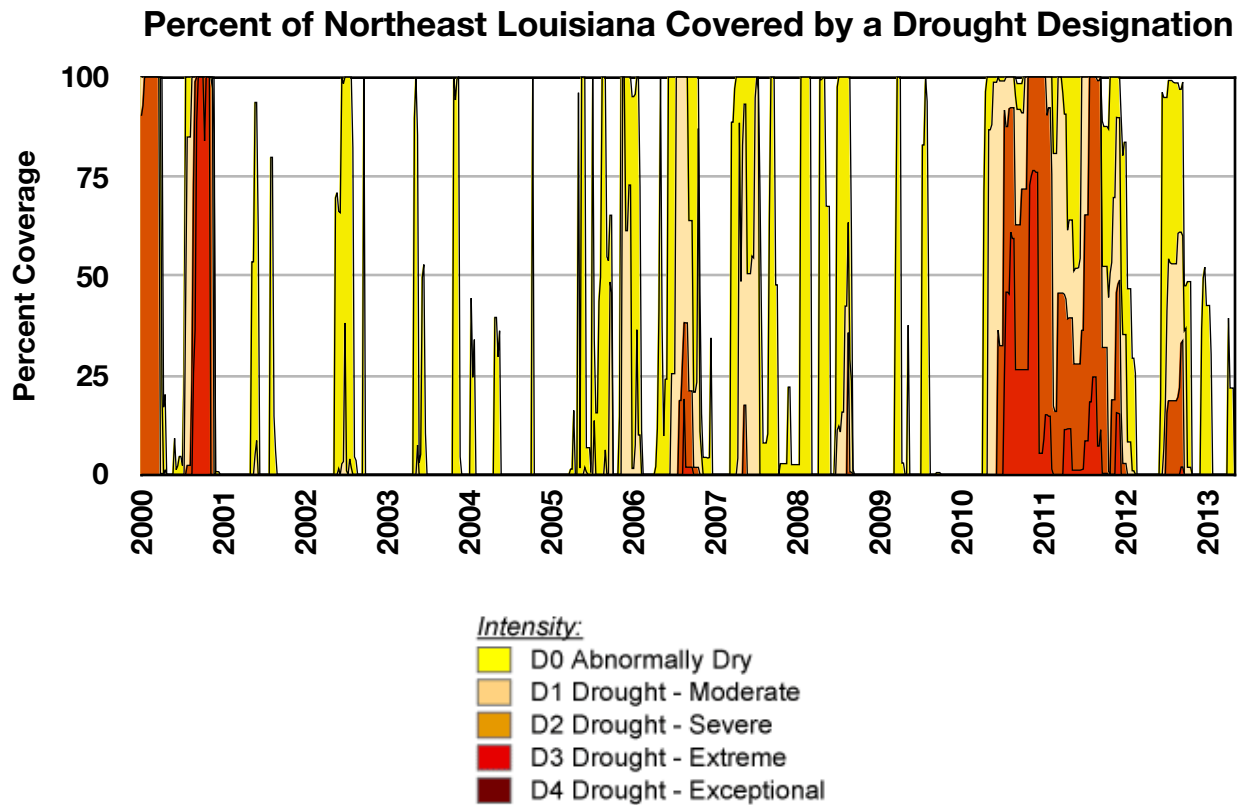 Percent of Northeast Louisiana Covered by a Drought Designation
Percent Coverage
100
75
50
25
0
2000
2001
2002
2003
2004
2005
2006
2007
2008
2009
2010
2011
2012
2013
Intensity:
D0 Abnormally Dry
D1 Drought - Moderate
D2 Drought - Severe
D3 Drought - Extreme
D4 Drought - Exceptional